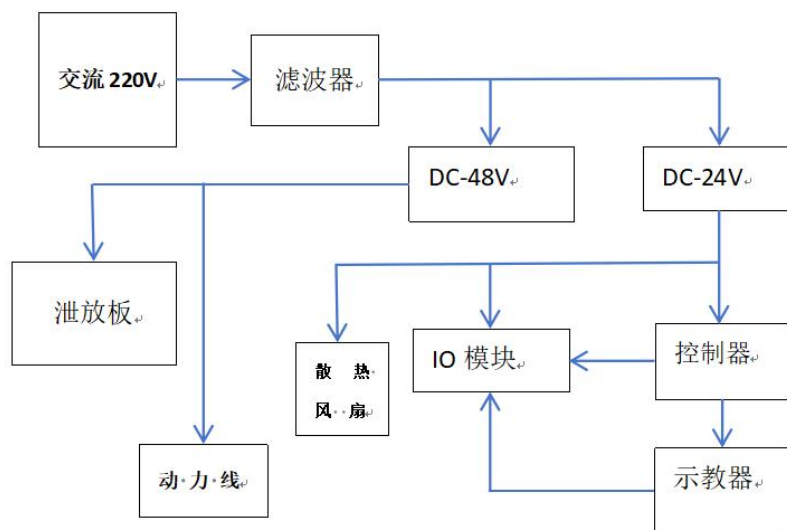 交流 220V
滤波器
DC-48V
DC-24V
泄放板
散 热
风 扇
IO 模块
控制器
动 力 线
示教器